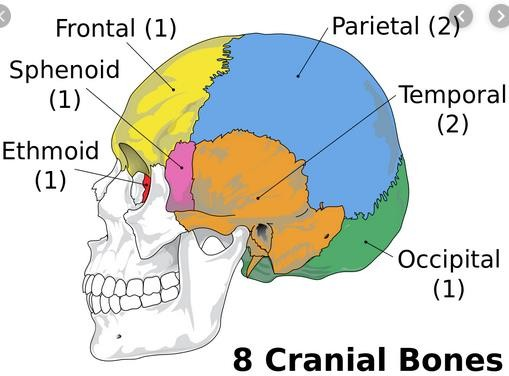 Frontal (1)
Parietal (2)
Sphenoid
(1)
Temporal
(2)
Ethmoid
(1)
Occipital
(1)
8 Cranial Bones